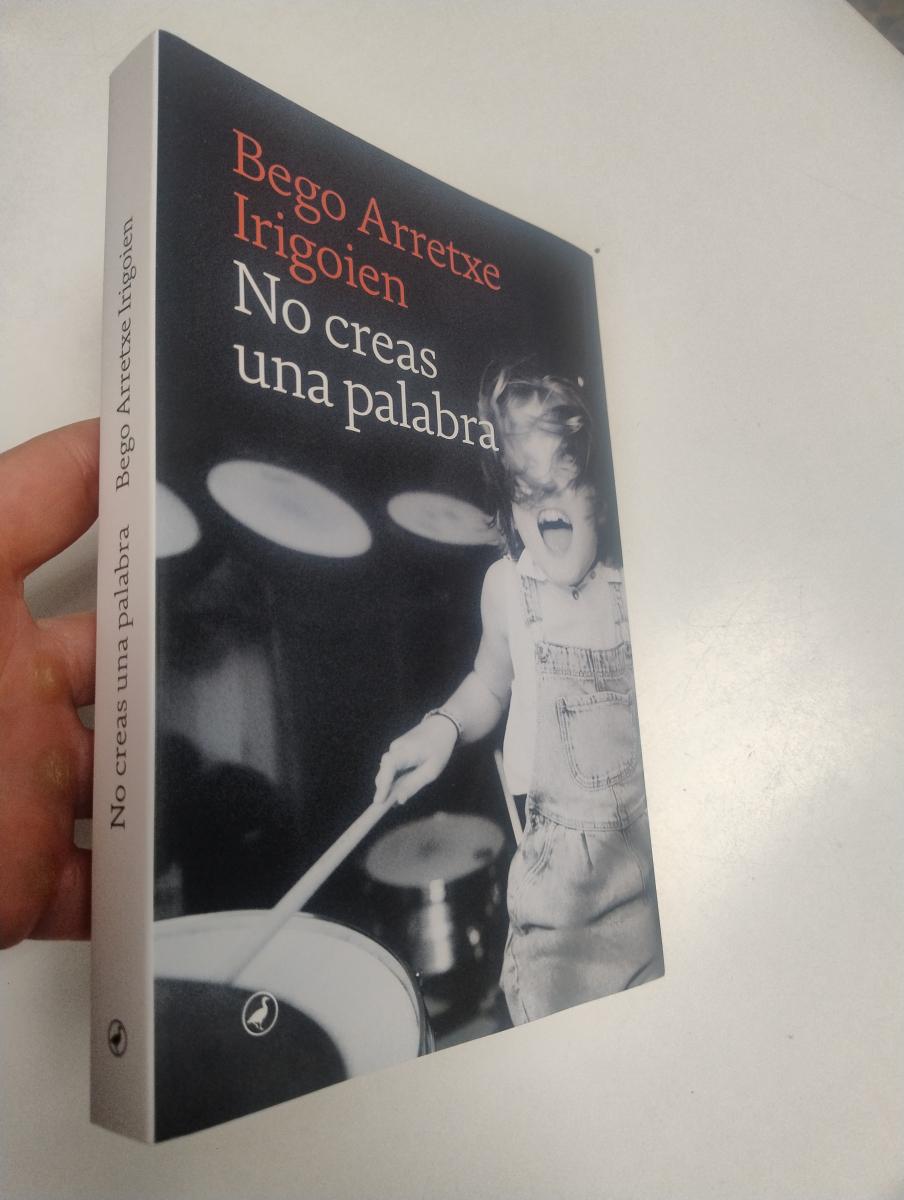 Bego Arretxe
Irigoien
No creas
una palabra
No creas una palabra Bego Arretxe Irigoien